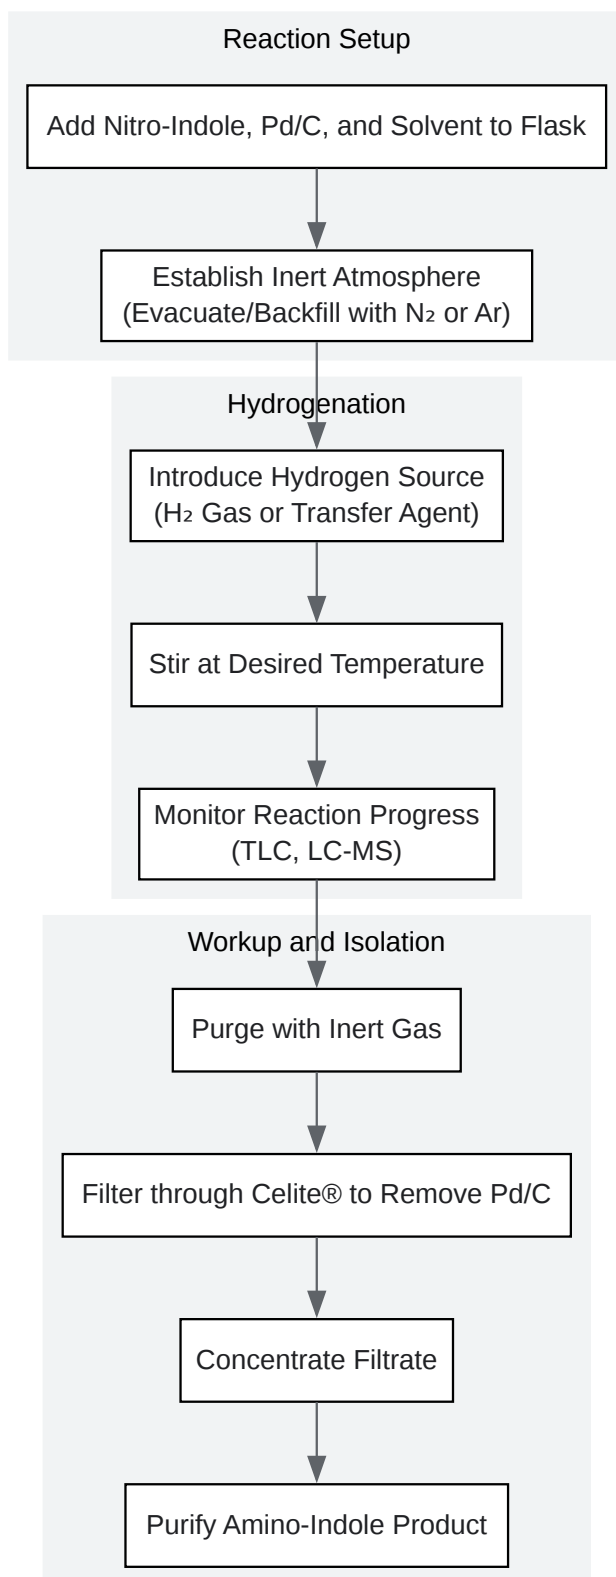 Reaction Setup
Add Nitro-Indole, Pd/C, and Solvent to Flask
Establish Inert Atmosphere
(Evacuate/Backfill with N₂ or Ar)
Hydrogenation
Introduce Hydrogen Source
(H₂ Gas or Transfer Agent)
Stir at Desired Temperature
Monitor Reaction Progress
(TLC, LC-MS)
Workup and Isolation
Purge with Inert Gas
Filter through Celite® to Remove Pd/C
Concentrate Filtrate
Purify Amino-Indole Product